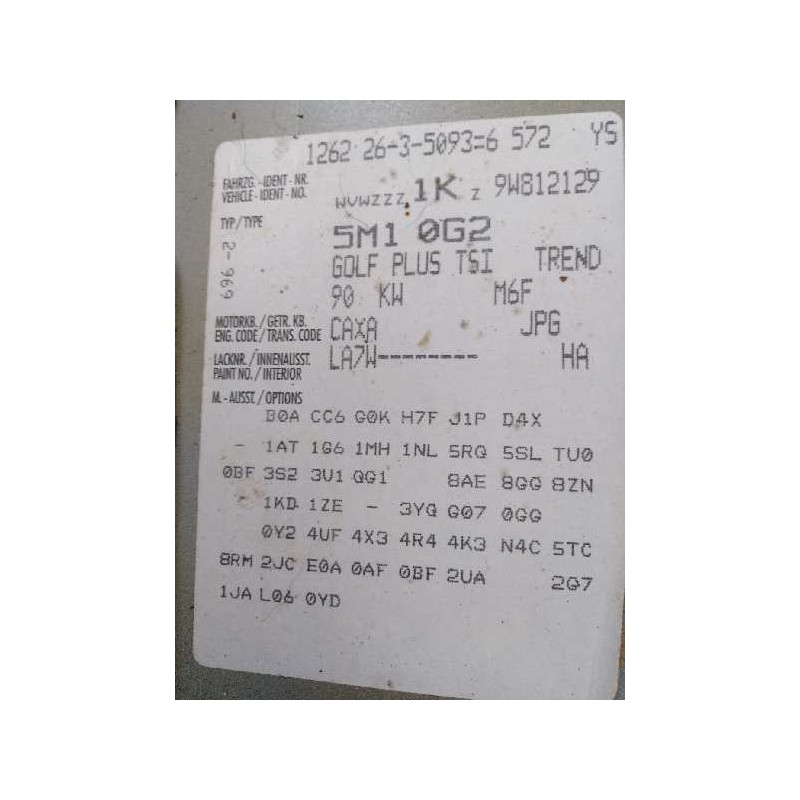 1262 26-3-5093=6 572 YS
FAHRZG. - IDENT - NR.
VEHICLE - IDENT - NO.
WVWZZZ 1K Z 9W812129
TYP / TYPE
5M1 0G2
2- 969
GOLF PLUS TSI TREND
90 KW M6F
MOTORKB. / GETR. KB.
ENG. CODE / TRANS. CODE
CAXA JPG
LACKNR. / INNENAUSST.
PAINT NO. / INTERIOR
LA7W--------- HA
M. - AUSST. / OPTIONS
B0A CC6 G0K H7F J1P D4X
- 1AT 1G6 1MH 1NL 5RQ 5SL TU0
0BF 3S2 3U1 QG1 8AE 8GG 8ZN
- 1KD 1ZE - 3YQ G07 0GG
0Y2 4UF 4X3 4R4 4K3 N4C 5TC
8RM 2JC E0A 0AF 0BF 2UA 2G7
1JA L06 0YD